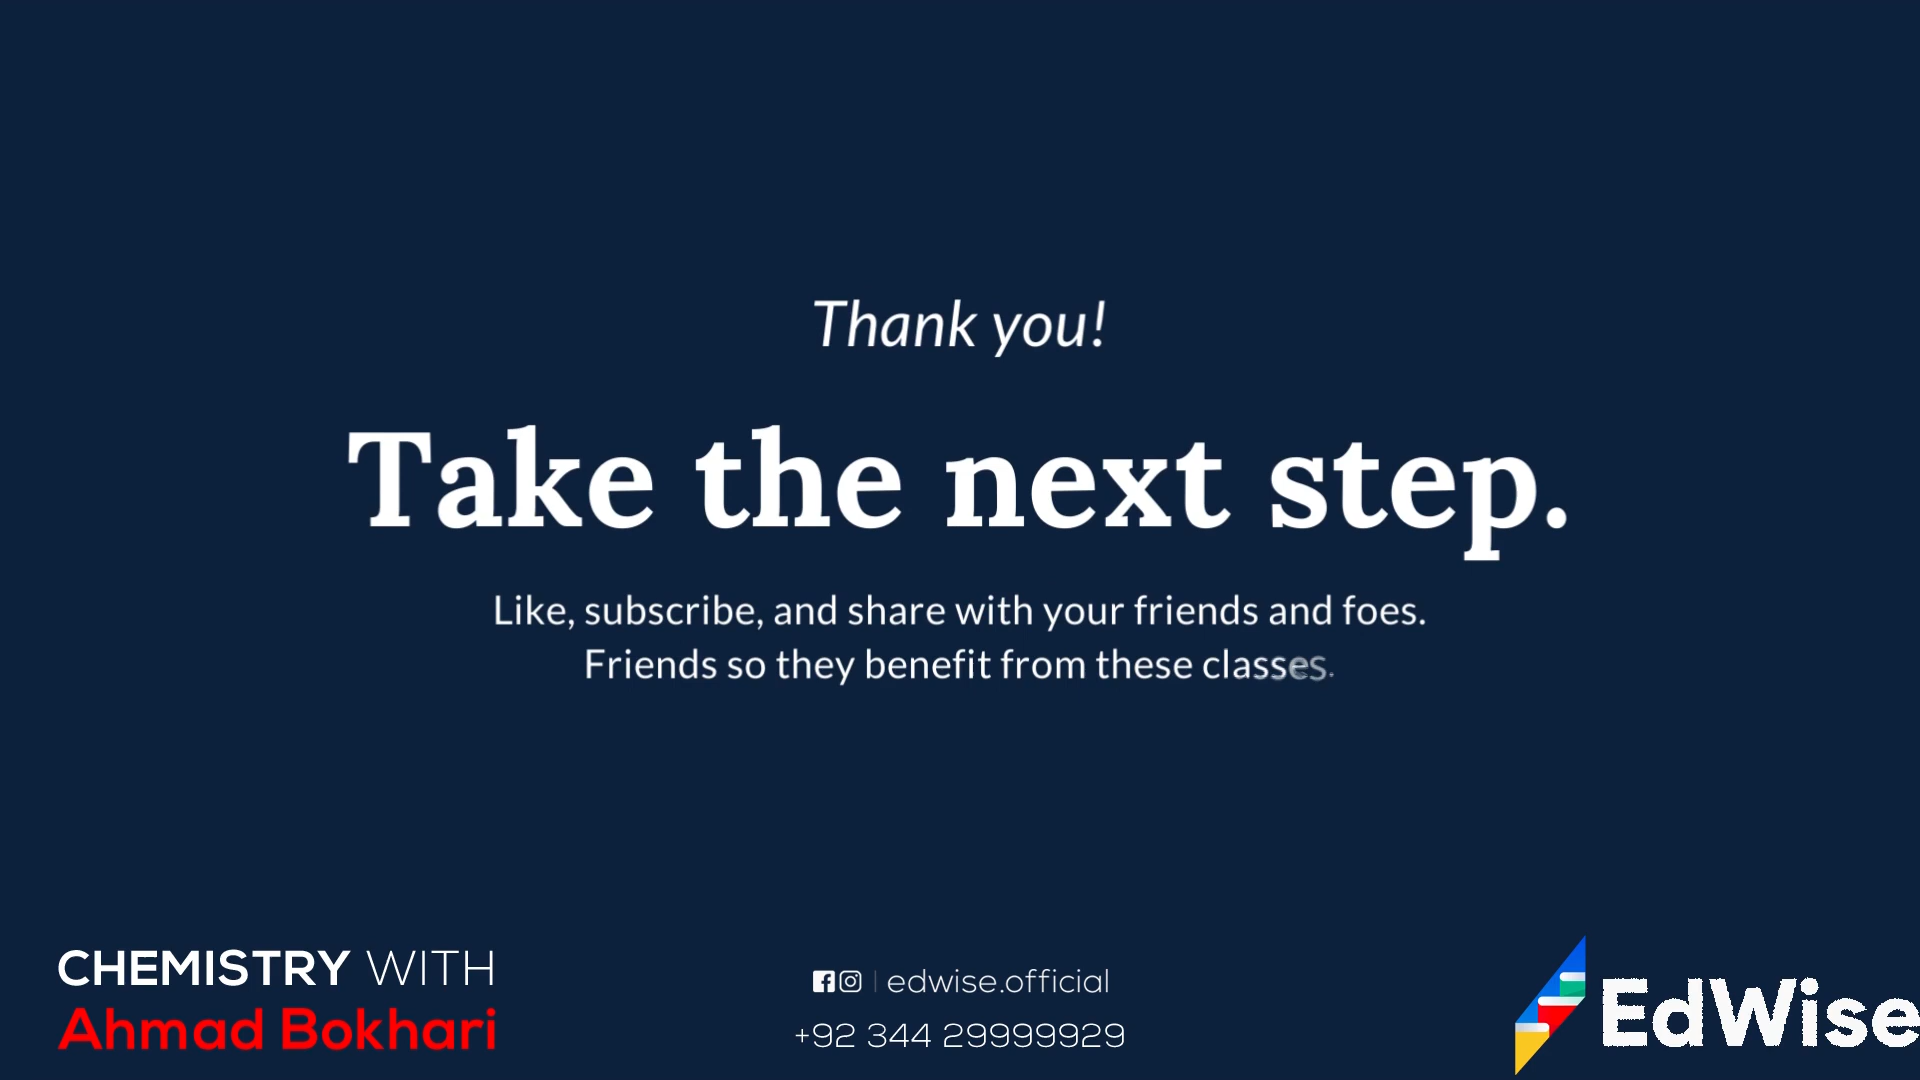 Thank you!
Take the next step.
Like, subscribe, and share with your friends and foes.
Friends so they benefit from these classes.
CHEMISTRY WITH
Ahmad Bokhari
edwise.official
+92 344 29999929
EdWise